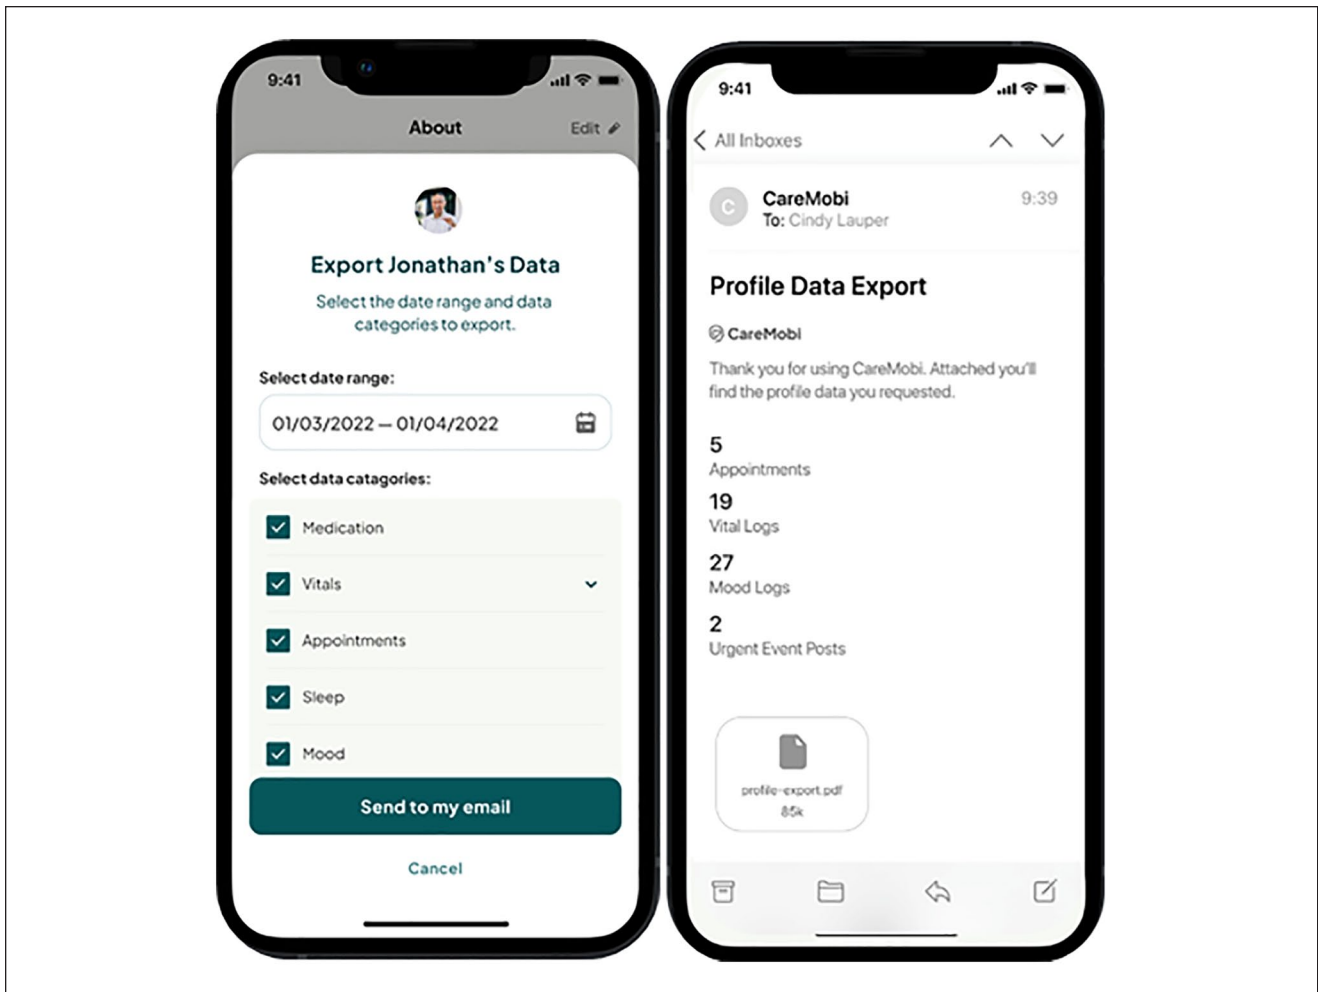 9:41
About
Edit
Export Jonathan's Data
Select the date range and data
categories to export.
Select date range:
01/03/2022 — 01/04/2022
Select data catagories:
Medication
Vitals
Appointments
Sleep
Mood
Send to my email
Cancel
9:41
All Inboxes
C
CareMobi
9:39
To: Cindy Lauper
Profile Data Export
CareMobi
Thank you for using CareMobi. Attached you'll
find the profile data you requested.
5
Appointments
19
Vital Logs
27
Mood Logs
2
Urgent Event Posts
profile-export.pdf
85k